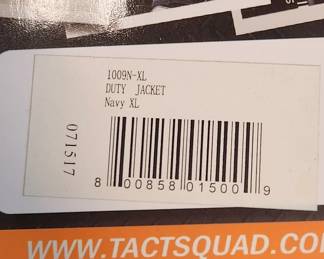 1009N-XL
DUTY JACKET
Navy XL
071517
8 00858 01500 9
WWW.TACTSQUAD.CO